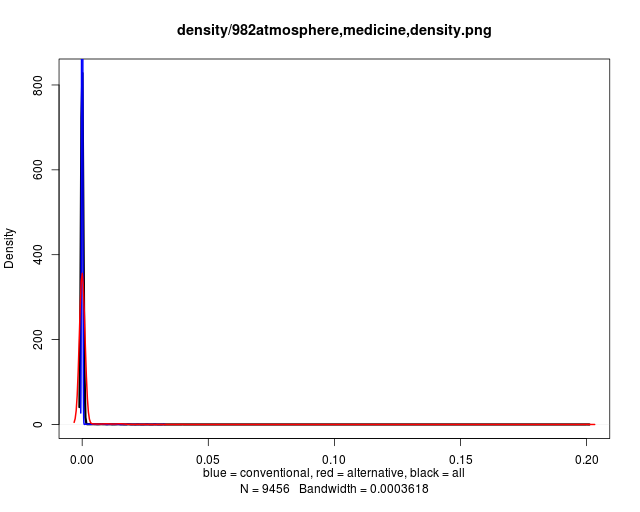 density/982atmosphere,medicine,density.png
Density
800
600
400
200
0
0.00 0.05 0.10 0.15 0.20
blue = conventional, red = alternative, black = all
N = 9456 Bandwidth = 0.0003618